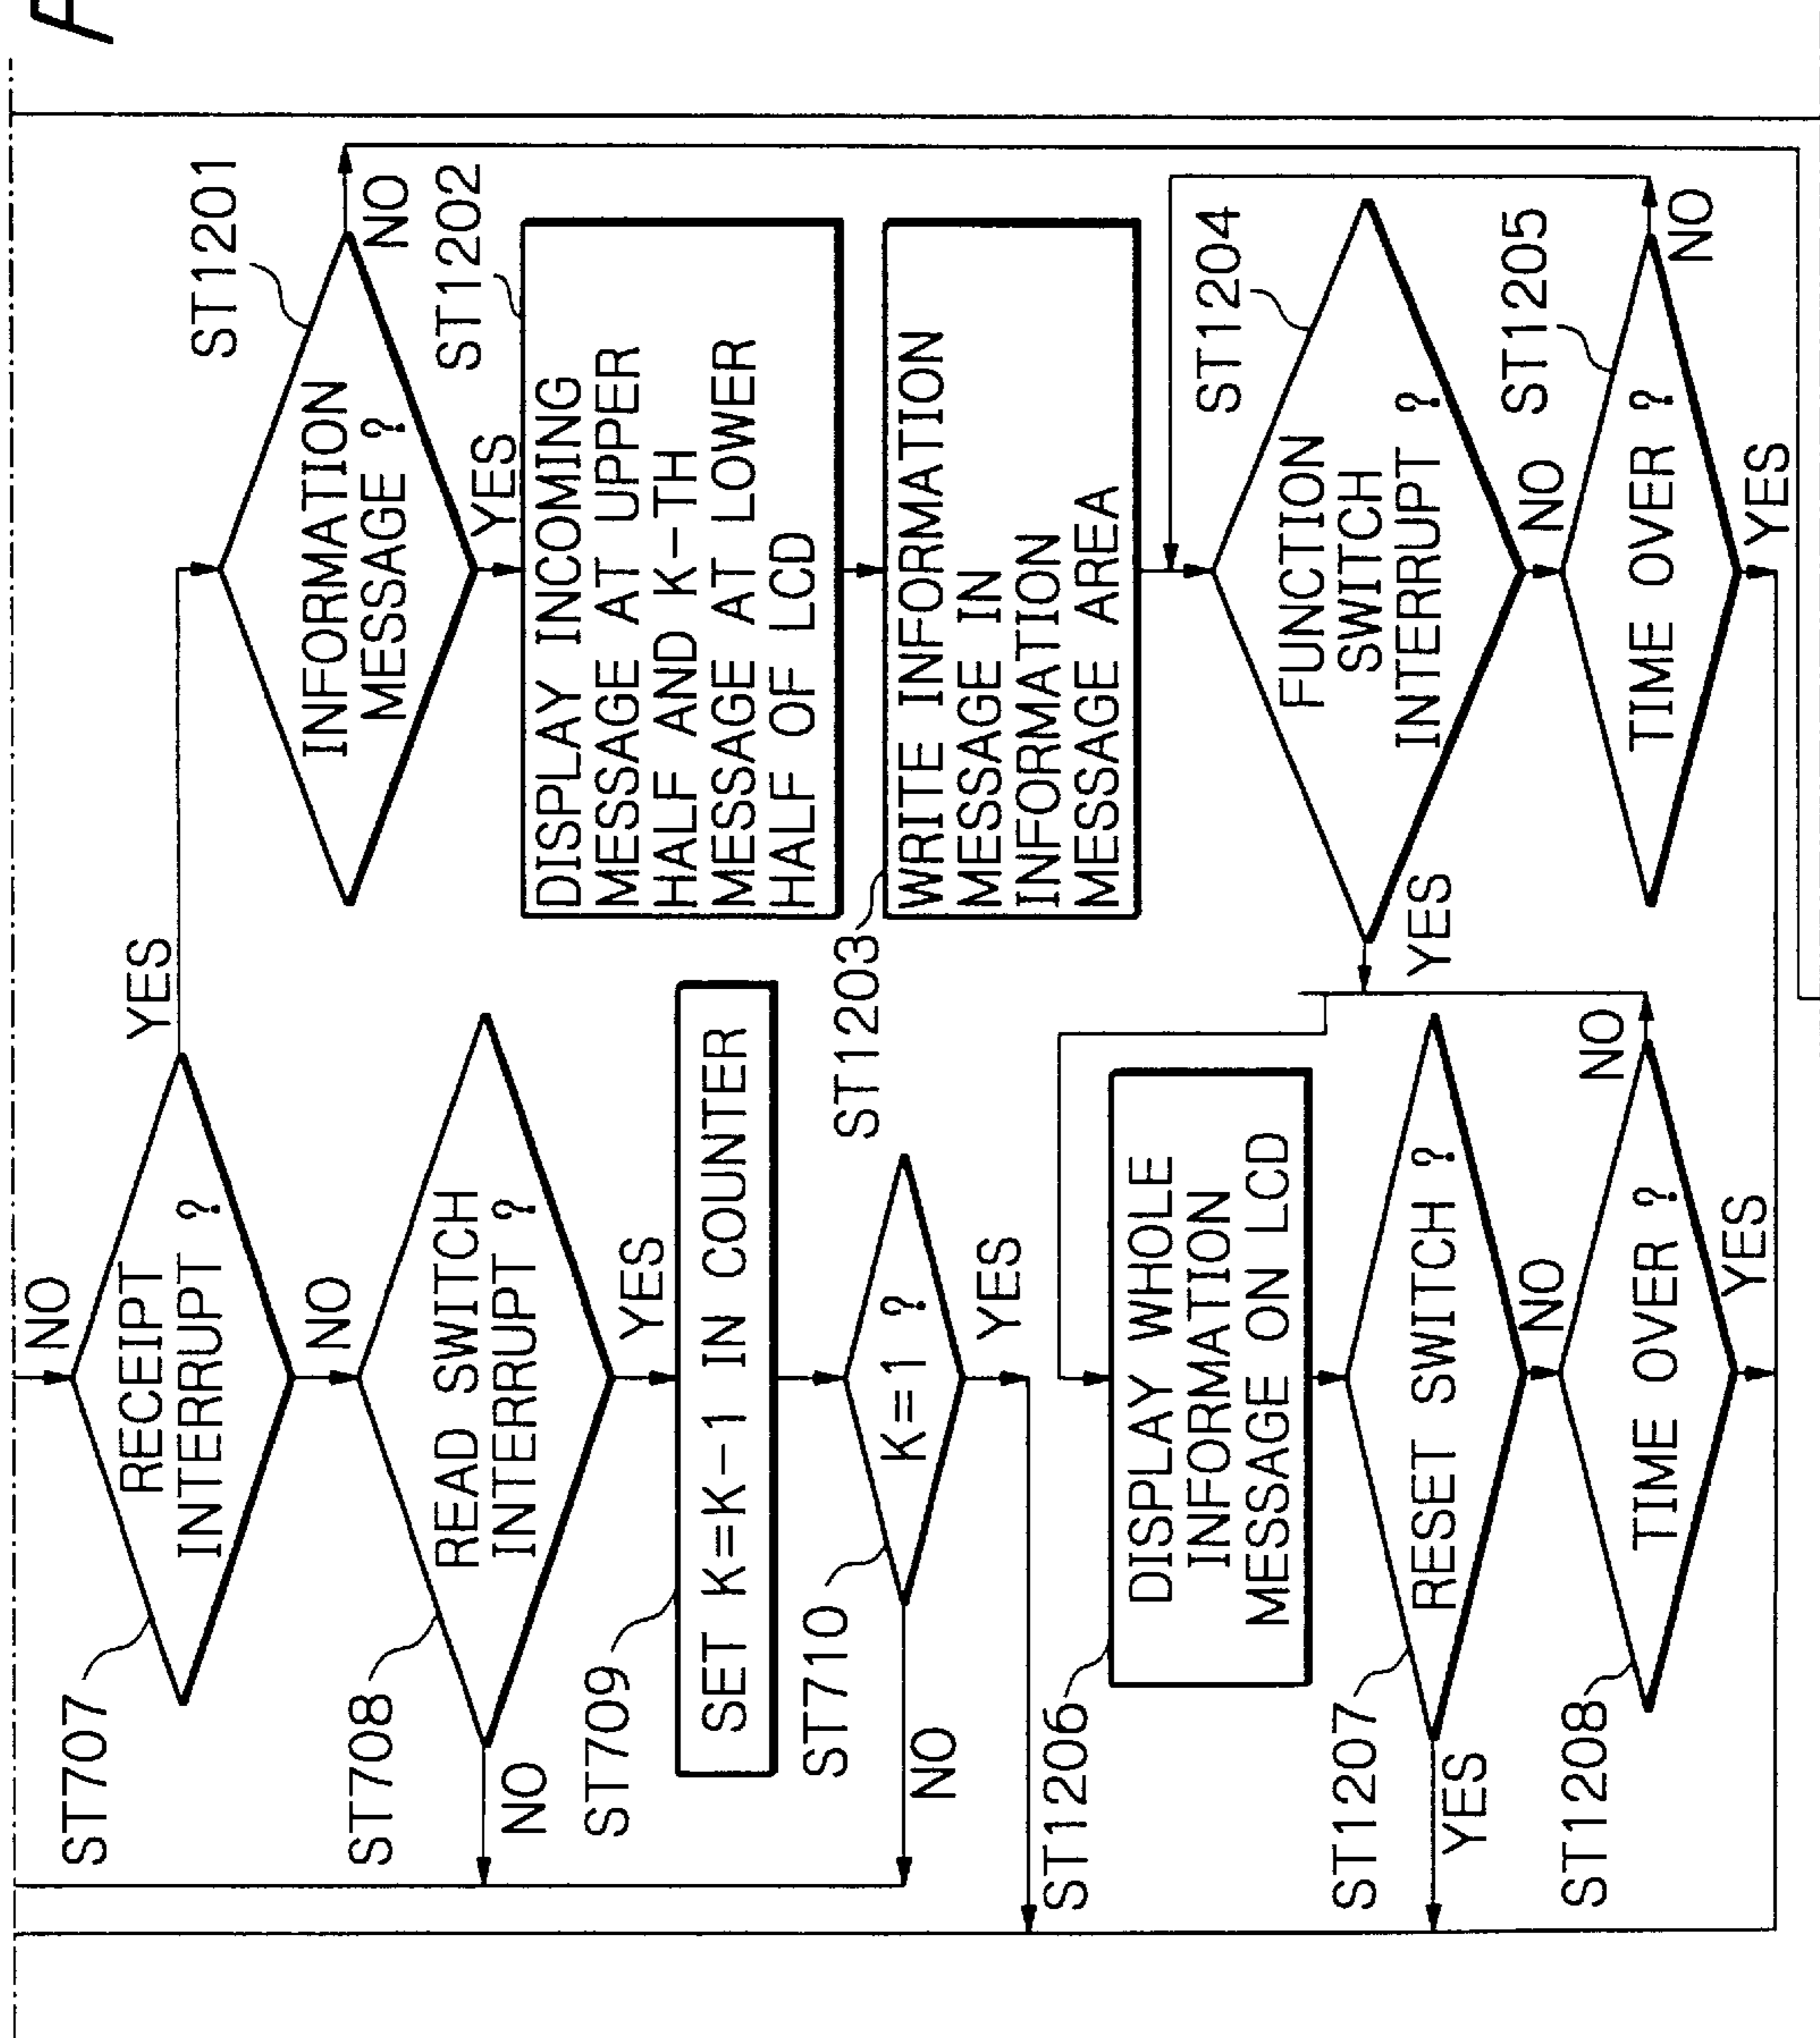 A
NO
ST707
RECEIPT
INTERRUPT ?
YES
NO
ST708
READ SWITCH
INTERRUPT ?
NO
YES
ST709
SET K=K-1 IN COUNTER
ST710
K=1 ?
NO
YES
ST1206
DISPLAY WHOLE
INFORMATION
MESSAGE ON LCD
ST1207
RESET SWITCH ?
YES
NO
ST1208
TIME OVER ?
NO
YES
ST1201
INFORMATION
MESSAGE ?
NO
YES
ST1202
DISPLAY INCOMING
MESSAGE AT UPPER
HALF AND K-TH
MESSAGE AT LOWER
HALF OF LCD
ST1203
WRITE INFORMATION
MESSAGE IN
INFORMATION
MESSAGE AREA
ST1204
FUNCTION
SWITCH
INTERRUPT ?
YES
NO
ST1205
TIME OVER ?
NO
YES